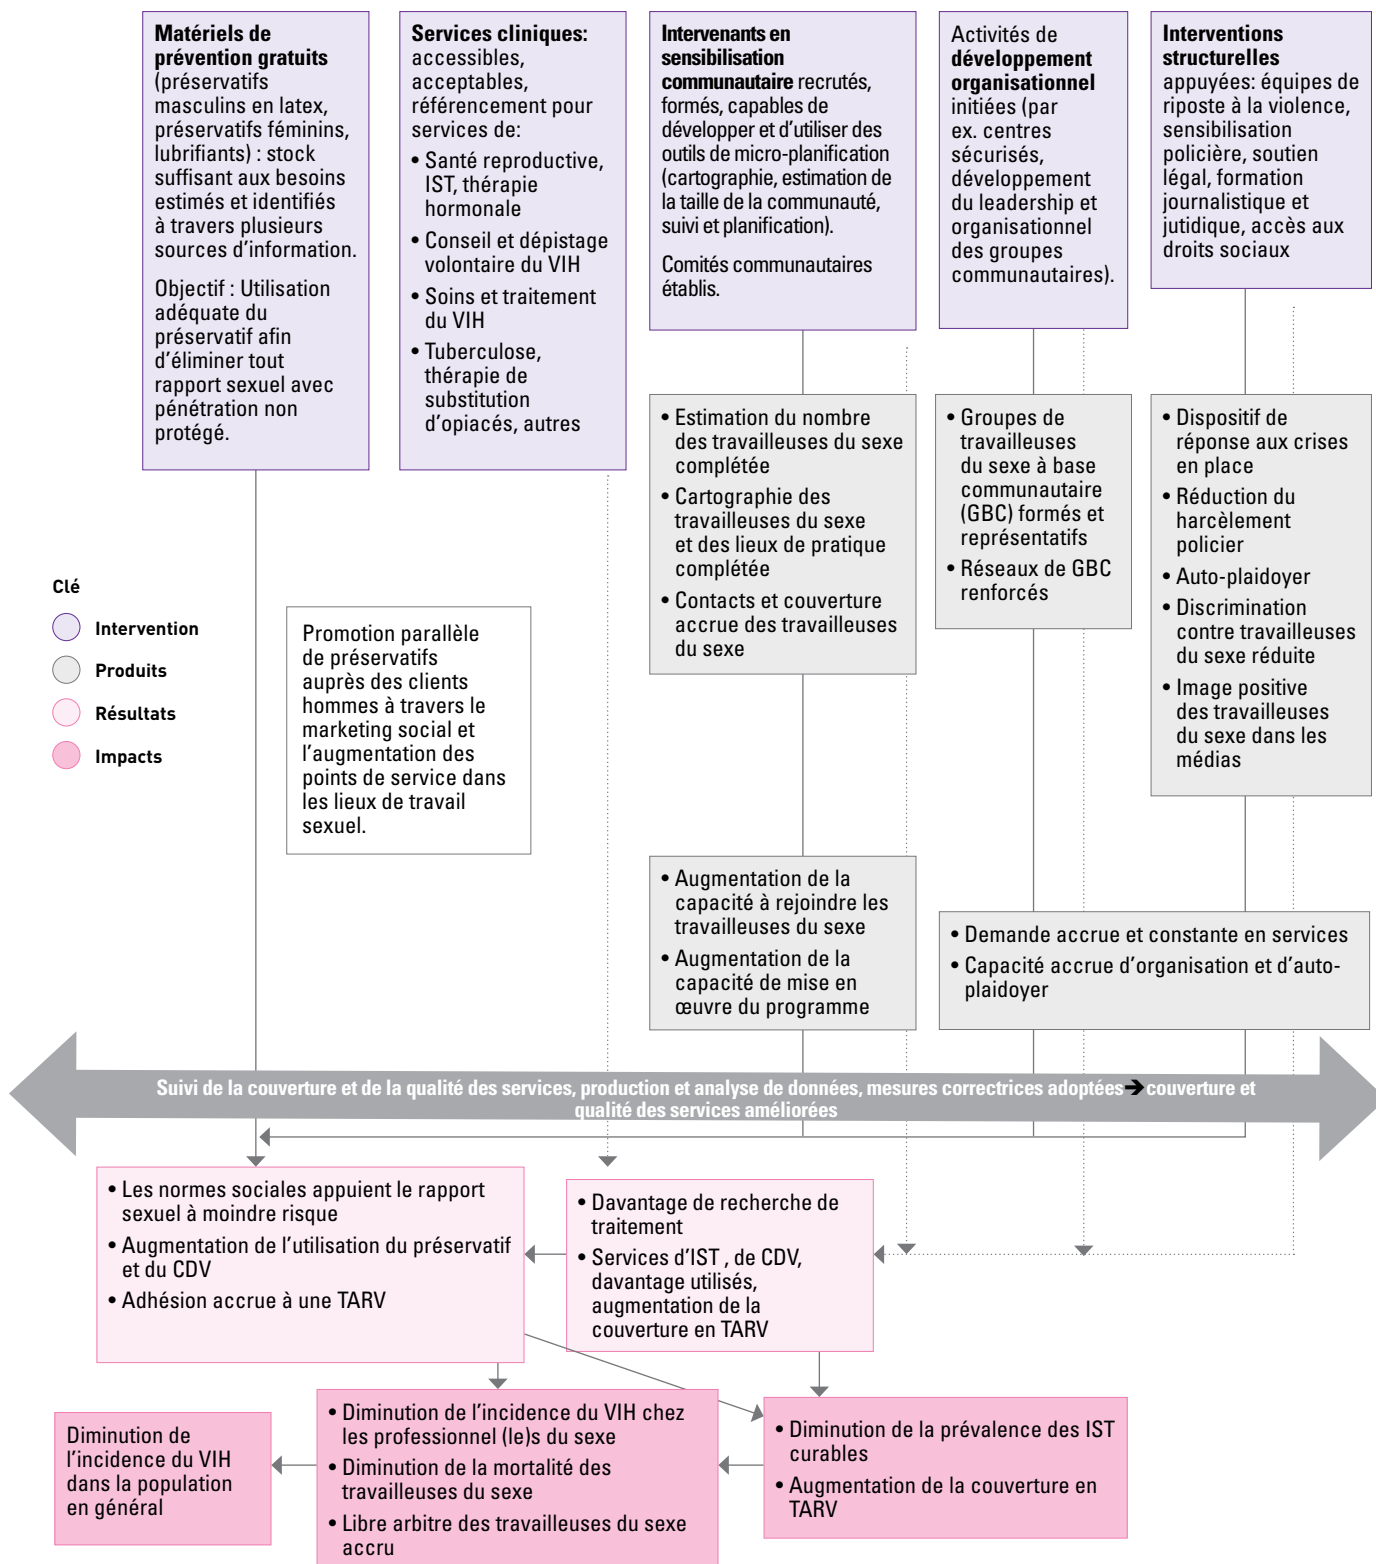 Matériels de
prévention gratuits
(préservatifs
masculins en latex,
préservatifs féminins,
lubrifiants) : stock
suffisant aux besoins
estimés et identifiés
à travers plusieurs
sources d'information.
Objectif : Utilisation
adéquate du
préservatif afin
d'éliminer tout
rapport sexuel avec
pénétration non
protégé.
Services cliniques:
accessibles,
acceptables,
référencement pour
services de:
• Santé reproductive,
IST, thérapie
hormonale
• Conseil et dépistage
volontaire du VIH
• Soins et traitement
du VIH
• Tuberculose,
thérapie de
substitution
d'opiacés, autres
Intervenants en
sensibilisation
communautaire recrutés,
formés, capables de
développer et d'utiliser des
outils de micro-planification
(cartographie, estimation de
la taille de la communauté,
suivi et planification).
Comités communautaires
établis.
Activités de
développement
organisationnel
initiées (par
ex. centres
sécurisés,
développement
du leadership et
organisationnel
des groupes
communautaires).
Interventions
structurelles
appuyées: équipes de
riposte à la violence,
sensibilisation
policière, soutien
légal, formation
journalistique et
jutidique, accès aux
droits sociaux
• Estimation du nombre
des travailleuses du sexe
complétée
• Cartographie des
travailleuses du sexe
et des lieux de pratique
complétée
• Contacts et couverture
accrue des travailleuses
du sexe
• Groupes de
travailleuses
du sexe à base
communautaire
(GBC) formés et
représentatifs
• Réseaux de GBC
renforcés
• Dispositif de
réponse aux crises
en place
• Réduction du
harcèlement
policier
• Auto-plaidoyer
• Discrimination
contre travailleuses
du sexe réduite
• Image positive
des travailleuses
du sexe dans les
médias
Clé
Intervention
Produits
Résultats
Impacts
Promotion parallèle
de préservatifs
auprès des clients
hommes à travers le
marketing social et
l'augmentation des
points de service dans
les lieux de travail
sexuel.
• Augmentation de la
capacité à rejoindre les
travailleuses du sexe
• Augmentation de la
capacité de mise en
œuvre du programme
• Demande accrue et constante en services
• Capacité accrue d'organisation et d'auto-
plaidoyer
Suivi de la couverture et de la qualité des services, production et analyse de données, mesures correctrices adoptées➔ couverture et
qualité des services améliorées
• Les normes sociales appuient le rapport
sexuel à moindre risque
• Augmentation de l'utilisation du préservatif
et du CDV
• Adhésion accrue à une TARV
• Davantage de recherche de
traitement
• Services d'IST , de CDV,
davantage utilisés,
augmentation de la
couverture en TARV
Diminution de
l'incidence du VIH
dans la population
en général
• Diminution de l'incidence du VIH chez
les professionnel (le)s du sexe
• Diminution de la mortalité des
travailleuses du sexe
• Libre arbitre des travailleuses du sexe
accru
• Diminution de la prévalence des IST
curables
• Augmentation de la couverture en
TARV